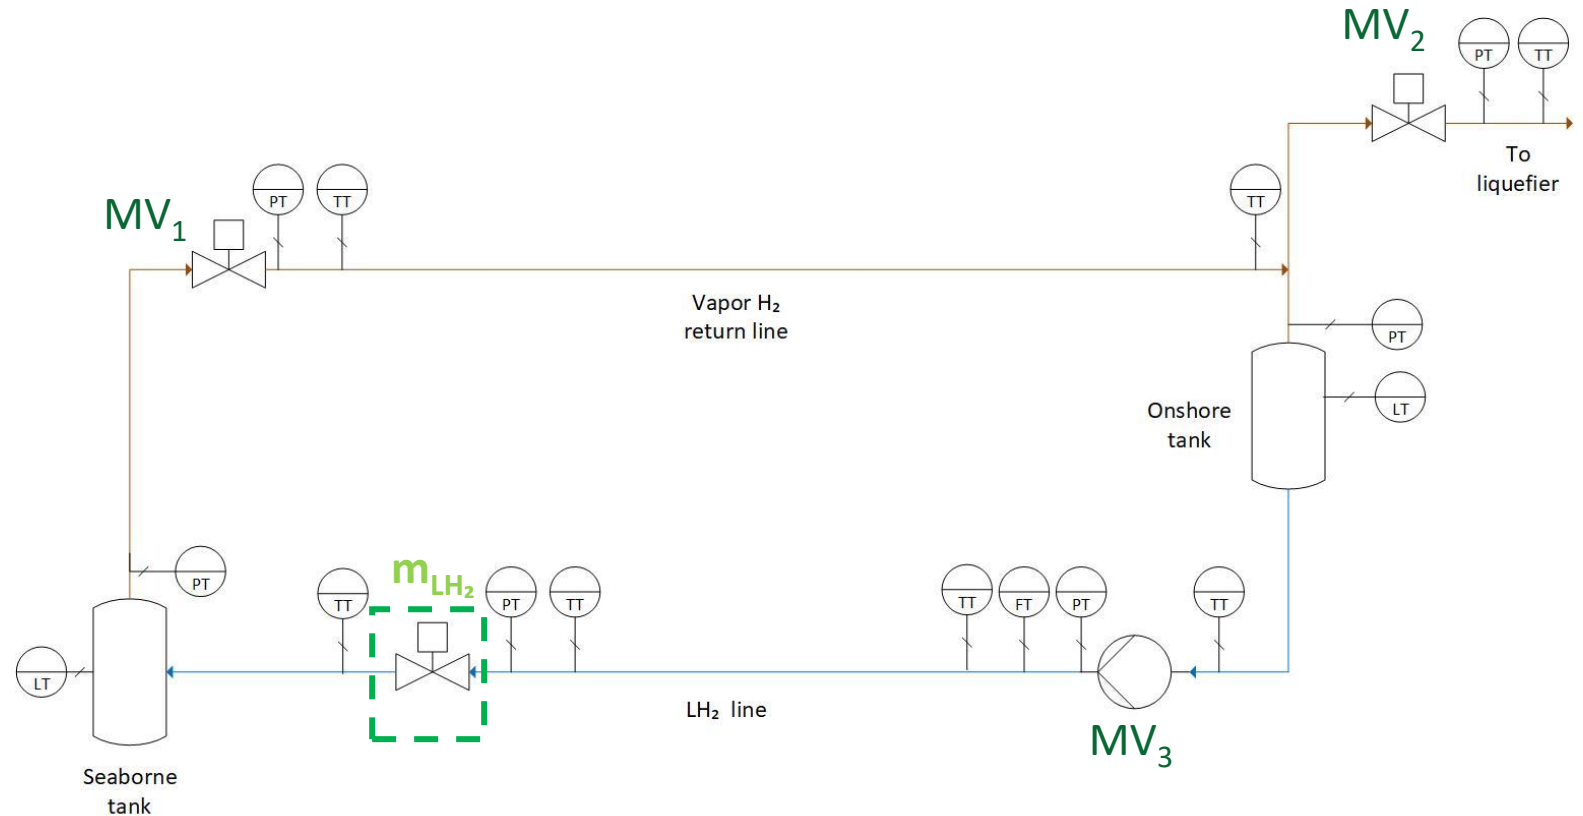 MV₂
PT
TT
To
liquefier
MV₁
PT
TT
TT
Vapor H₂
return line
PT
Onshore
tank
LT
PT
TT
m_LH₂
PT
TT
TT
FT
PT
TT
LT
LH₂ line
MV₃
Seaborne
tank